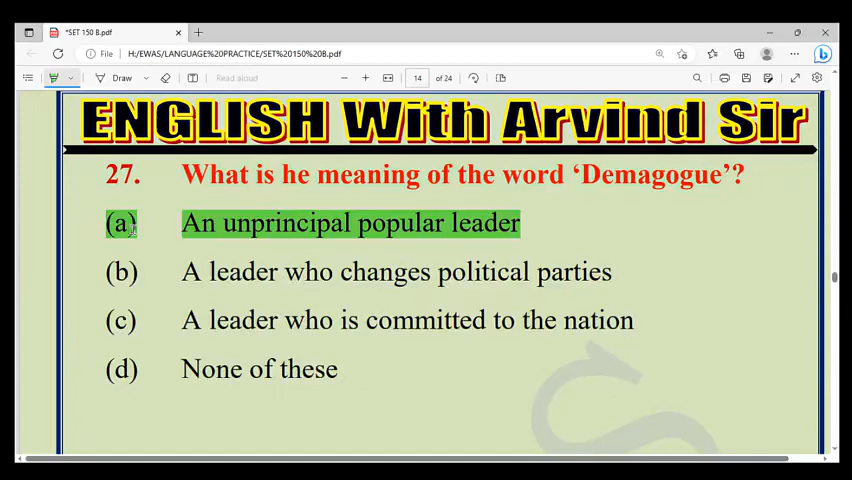 *SET 150 B.pdf
File
H:/EWAS/LANGUAGE%20PRACTICE/SET%20150%20B.pdf
Draw
Read aloud
14
of 24
ENGLISH With Arvind Sir
27. What is he meaning of the word ‘Demagogue’?
(a) An unprincipal popular leader
(b) A leader who changes political parties
(c) A leader who is committed to the nation
(d) None of these
S